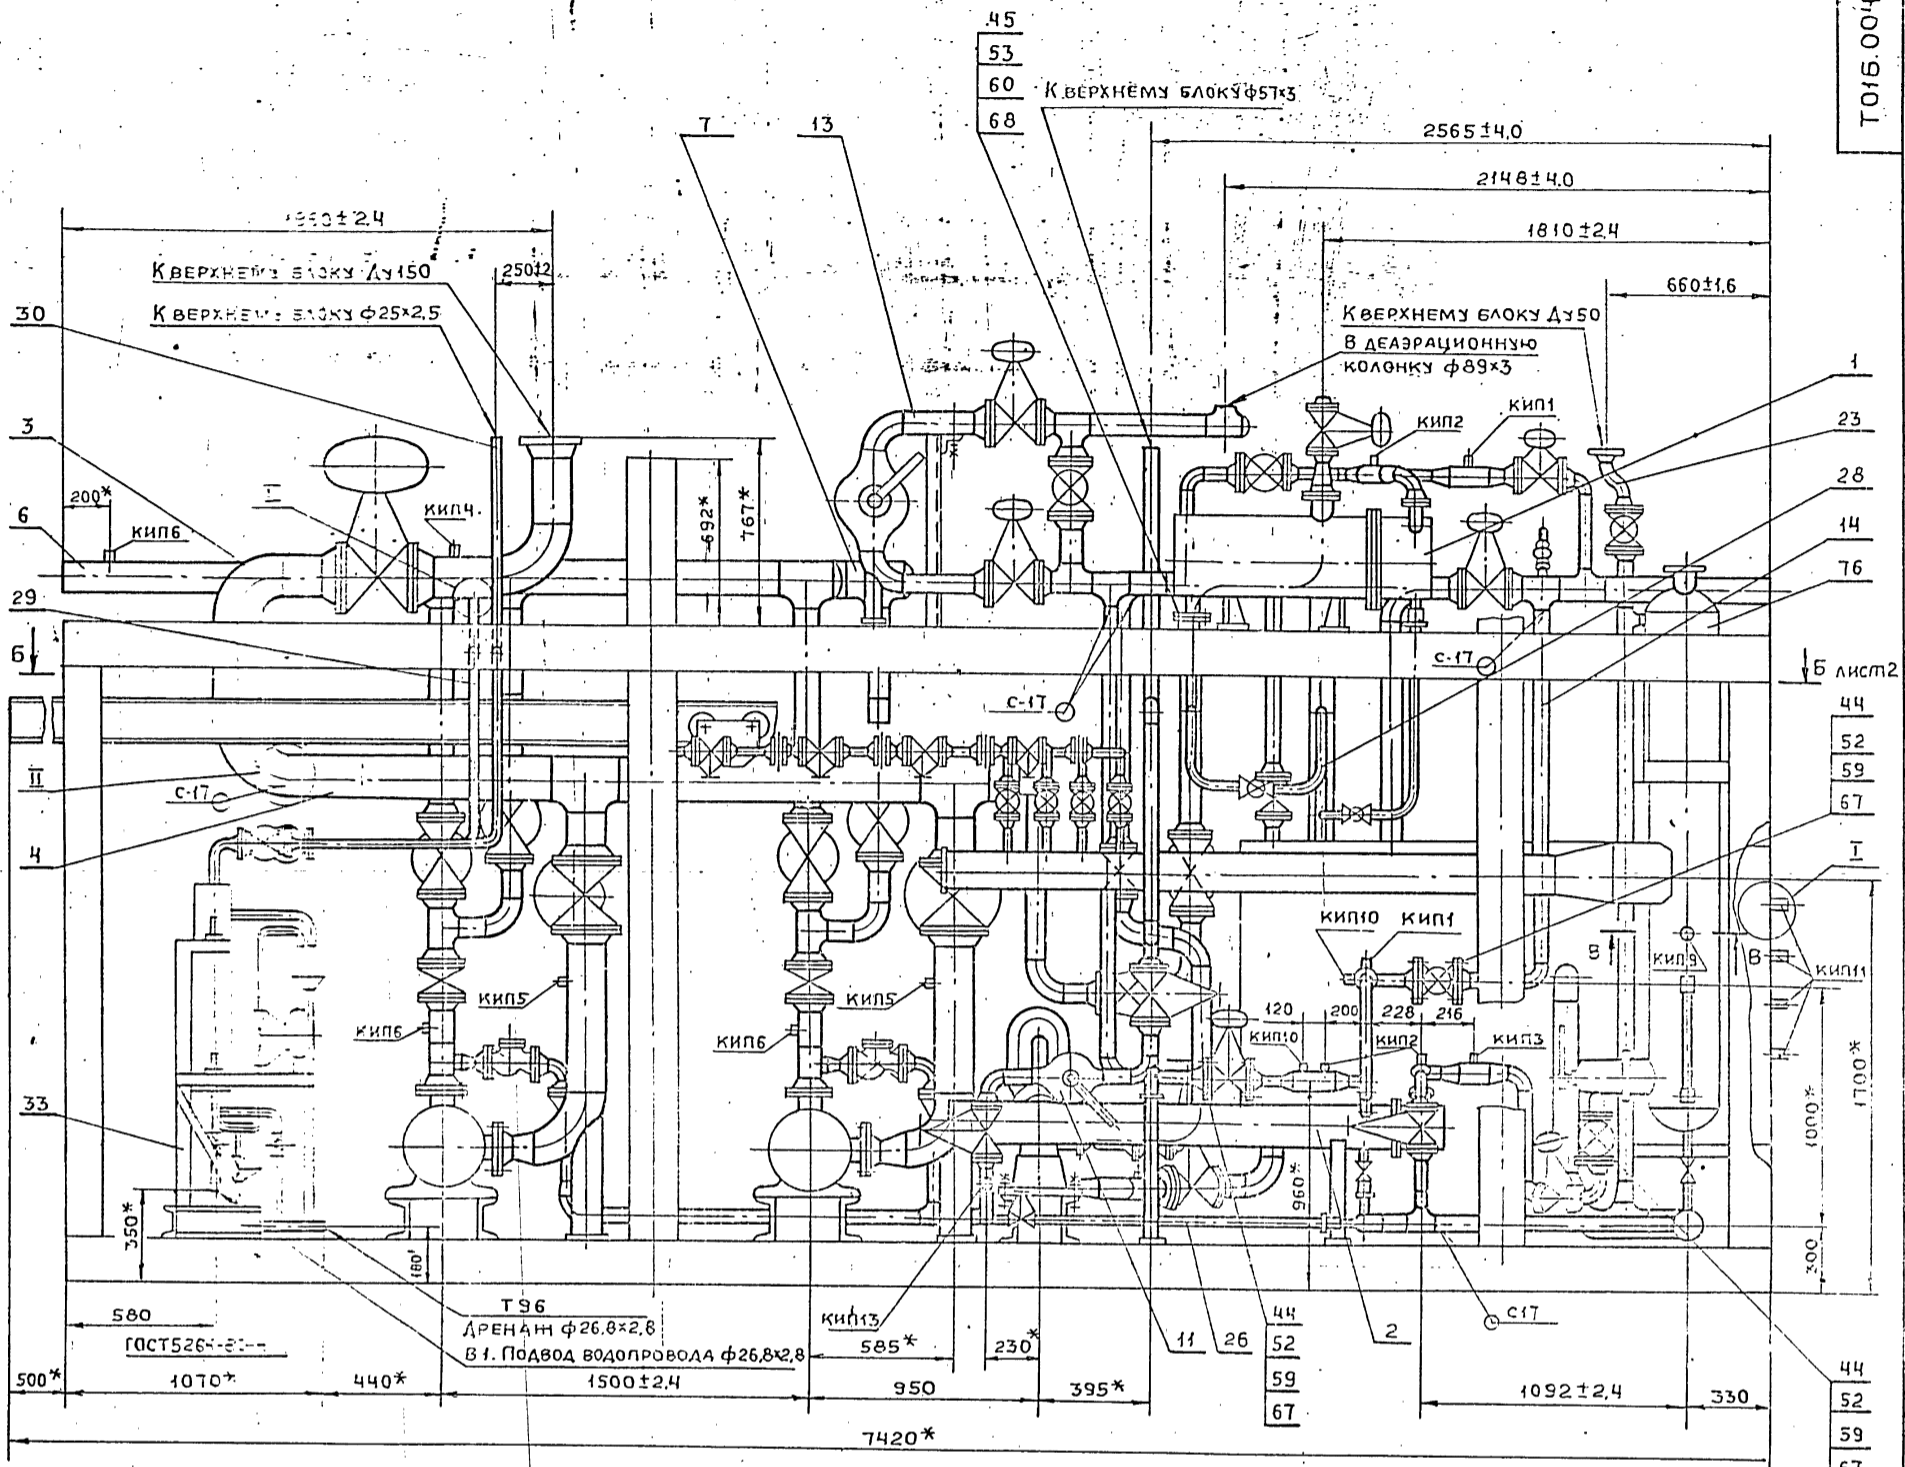 Т016.004
45
53
60
68
К ВЕРХНЕМУ БЛОКУ ф57×3
7
13
2565±4,0
2148±4,0
1810±2,4
660±1,6
±2,4
К ВЕРХНЕМУ БЛОКУ Ду150
250±2
К ВЕРХНЕМУ БЛОКУ ф25×2,5
К ВЕРХНЕМУ БЛОКУ Ду50
В ДЕАЭРАЦИОННУЮ
КОЛОНКУ ф89×3
30
3
6
29
200*
КИП6
I
КИП4
692*
767*
КИП2
КИП1
1
23
28
14
76
Б
С-17
С-17
Б ЛИСТ2
II
С-17
4
44
52
59
67
I
КИП10
КИП1
В
КИП9
В
КИП11
КИП5
КИП6
КИП5
КИП6
120
200
228
216
КИП10
КИП2
КИП3
1700*
1000*
300
33
350*
180*
960*
580
Т96
ДРЕНАЖ ф26,8×2,8
В1. ПОДВОД ВОДОПРОВОДА ф26,8×2,8
КИП13
585*
230*
11
26
44
52
59
67
2
С17
500*
1070*
440*
1500±2,4
950
395*
1092±2,4
330
44
52
59
67
7420*